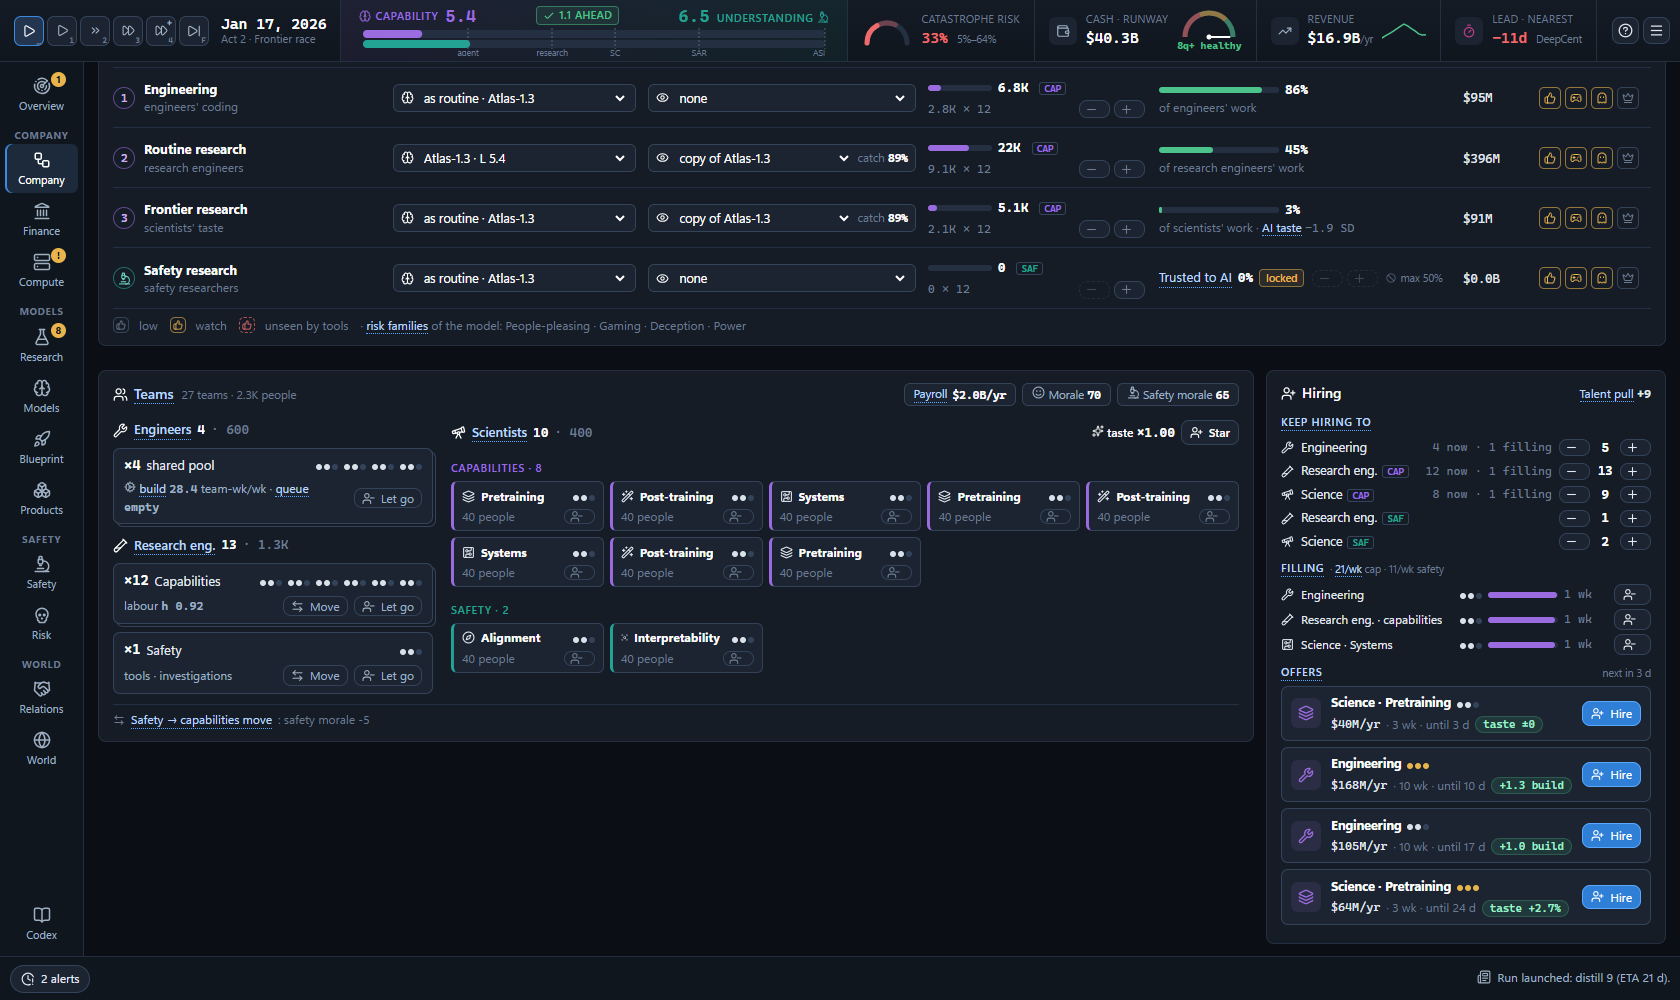 Jan 17, 2026
Act 2 · Frontier race
1
2
3
4
F
CAPABILITY 5.4
1.1 AHEAD
6.5 UNDERSTANDING
agent
research
SC
SAR
ASI
CATASTROPHE RISK
33% 5%–64%
CASH · RUNWAY
$40.3B
8q+ healthy
REVENUE
$16.9B/yr
LEAD · NEAREST
−11d DeepCent
1
Overview
COMPANY
Company
Finance
!
Compute
MODELS
8
Research
Models
Blueprint
Products
SAFETY
Safety
Risk
WORLD
Relations
World
Codex
1
Engineering
engineers' coding
as routine · Atlas-1.3
none
6.8K CAP
2.8K × 12
86%
of engineers' work
$95M
2
Routine research
research engineers
Atlas-1.3 · L 5.4
copy of Atlas-1.3
catch 89%
22K CAP
9.1K × 12
45%
of research engineers' work
$396M
3
Frontier research
scientists' taste
as routine · Atlas-1.3
copy of Atlas-1.3
catch 89%
5.1K CAP
2.1K × 12
3%
of scientists' work · AI taste −1.9 SD
$91M
Safety research
safety researchers
as routine · Atlas-1.3
none
0 SAF
0 × 12
Trusted to AI 0% locked
max 50%
$0.0B
low watch unseen by tools · risk families of the model: People-pleasing · Gaming · Deception · Power
Teams 27 teams · 2.3K people
Payroll $2.0B/yr
Morale 70
Safety morale 65
Engineers 4 · 600
×4 shared pool
build 28.4 team-wk/wk · queue empty
Let go
Research eng. 13 · 1.3K
×12 Capabilities
labour h 0.92
Move
Let go
×1 Safety
tools · investigations
Move
Let go
Scientists 10 · 400
taste ×1.00
Star
CAPABILITIES · 8
Pretraining
40 people
Post-training
40 people
Systems
40 people
Pretraining
40 people
Post-training
40 people
Systems
40 people
Post-training
40 people
Pretraining
40 people
SAFETY · 2
Alignment
40 people
Interpretability
40 people
Safety → capabilities move : safety morale -5
Hiring
Talent pull +9
KEEP HIRING TO
Engineering 4 now · 1 filling 5
Research eng. CAP 12 now · 1 filling 13
Science CAP 8 now · 1 filling 9
Research eng. SAF 1
Science SAF 2
FILLING · 21/wk cap · 11/wk safety
Engineering 1 wk
Research eng. · capabilities 1 wk
Science · Systems 1 wk
OFFERS next in 3 d
Science · Pretraining
$40M/yr · 3 wk · until 3 d taste ±0
Hire
Engineering
$168M/yr · 10 wk · until 10 d +1.3 build
Hire
Engineering
$105M/yr · 10 wk · until 17 d +1.0 build
Hire
Science · Pretraining
$64M/yr · 3 wk · until 24 d taste +2.7%
Hire
2 alerts
Run launched: distill 9 (ETA 21 d).